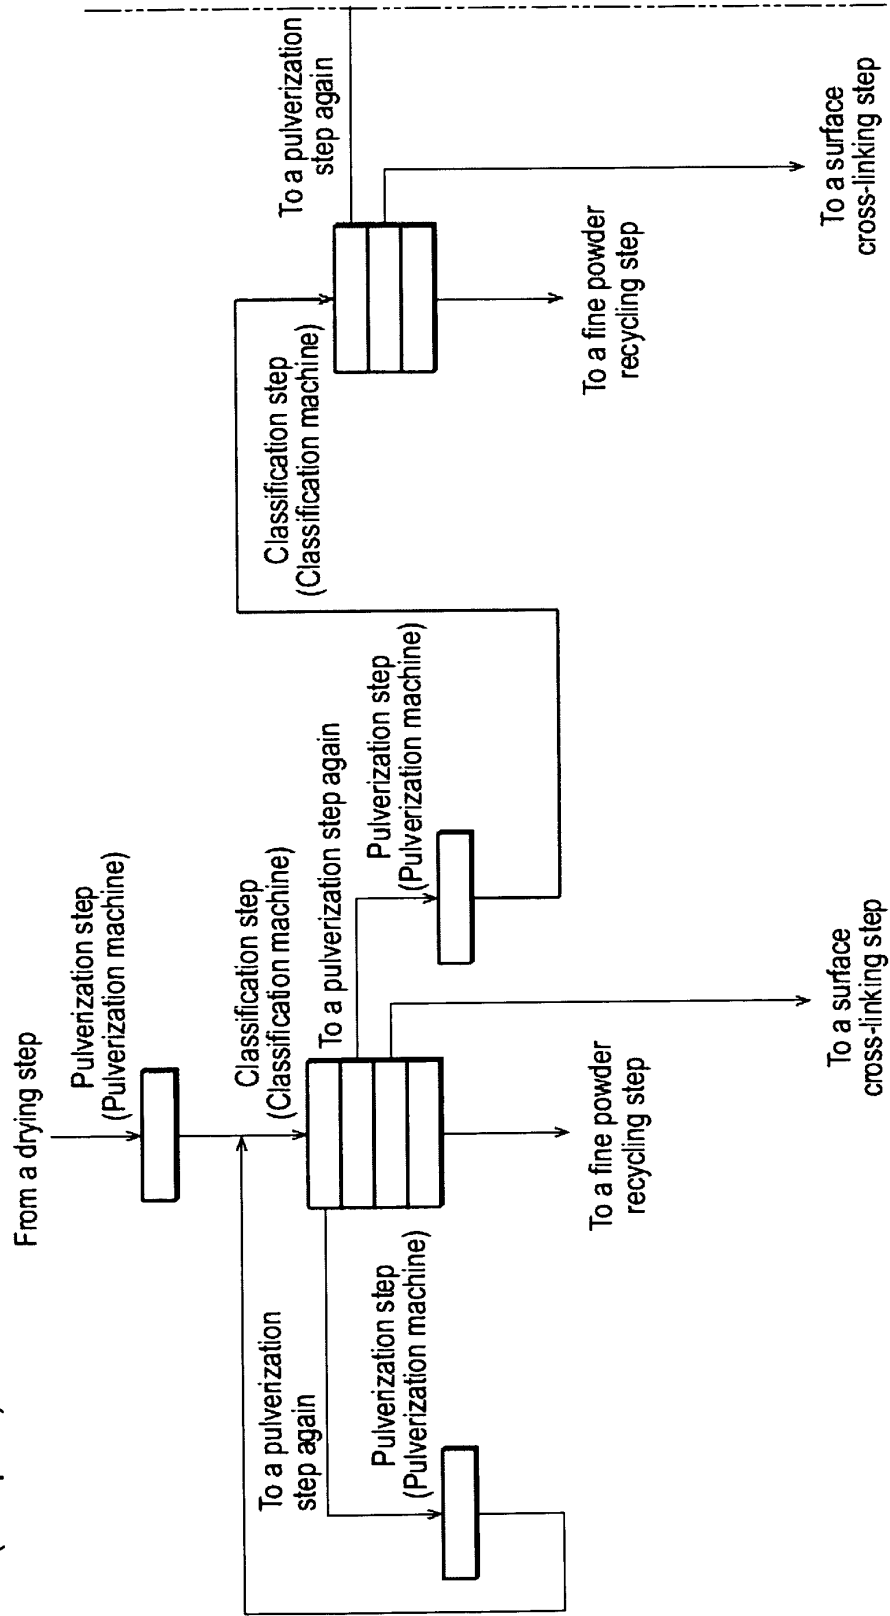 From a drying step
Pulverization step
(Pulverization machine)
Classification step
(Classification machine)
To a pulverization
step again
Pulverization step
(Pulverization machine)
To a pulverization step again
Pulverization step
(Pulverization machine)
To a fine powder
recycling step
To a surface
cross-linking step
Classification step
(Classification machine)
To a pulverization
step again
To a fine powder
recycling step
To a surface
cross-linking step